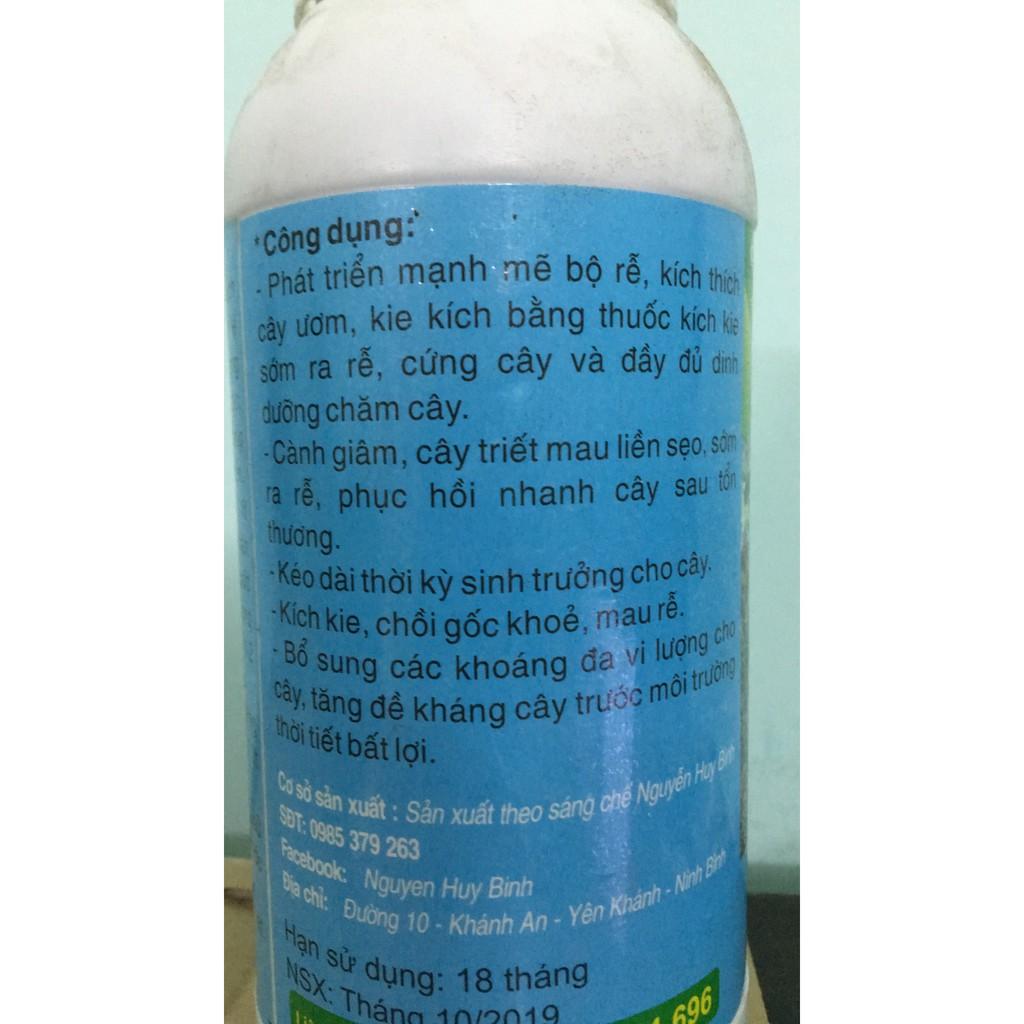 *Công dụng:
- Phát triển mạnh mẽ bộ rễ, kích thích
cây ươm, kie kích bằng thuốc kích kie
sớm ra rễ, cứng cây và đầy đủ dinh
dưỡng chăm cây.
-Cành giâm, cây triết mau liền sẹo, sớm
ra rễ, phục hồi nhanh cây sau tổn
thương.
-Kéo dài thời kỳ sinh trưởng cho cây.
-Kích kie, chồi gốc khoẻ, mau rễ.
- Bổ sung các khoáng đa vi lượng cho
cây, tăng đề kháng cây trước môi trường
thời tiết bất lợi.
Cơ sở sản xuất : Sản xuất theo sáng chế Nguyễn Huy Bình
SĐT: 0985 379 263
Facebook: Nguyen Huy Binh
Địa chỉ: Đường 10 - Khánh An - Yên Khánh - Ninh Bình
Hạn sử dụng: 18 tháng
NSX: Tháng 10/2019
696